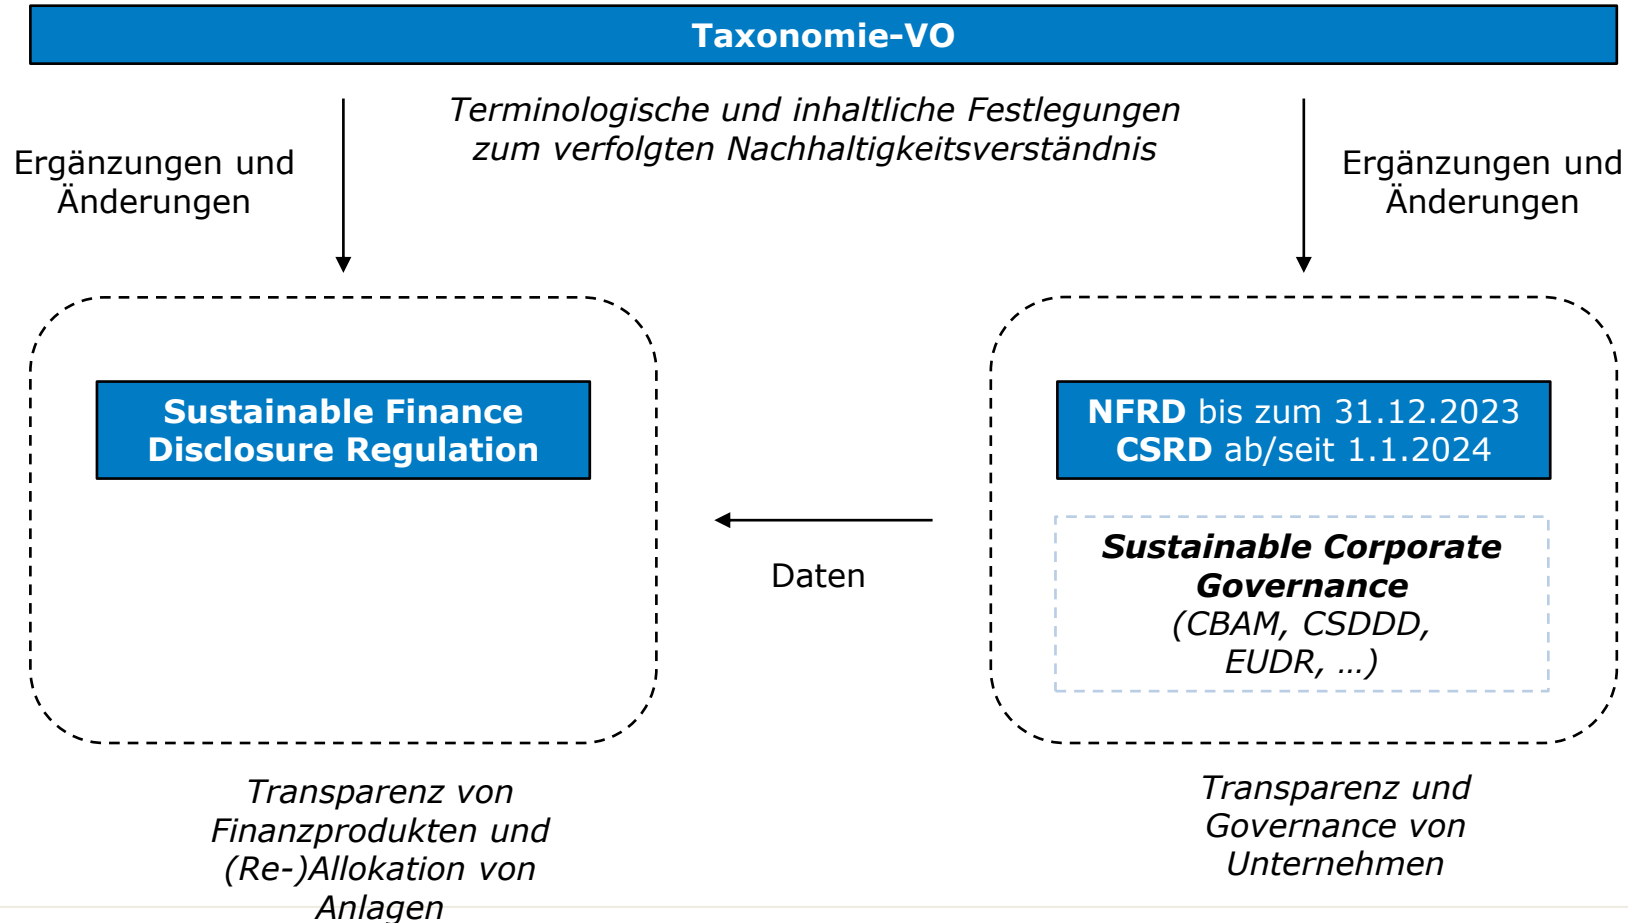 Taxonomie-VO
Terminologische und inhaltliche Festlegungen
zum verfolgten Nachhaltigkeitsverständnis
Ergänzungen und
Änderungen
Ergänzungen und
Änderungen
Sustainable Finance
Disclosure Regulation
NFRD bis zum 31.12.2023
CSRD ab/seit 1.1.2024
Daten
Sustainable Corporate
Governance
(CBAM, CSDDD,
EUDR, …)
Transparenz von
Finanzprodukten und
(Re-)Allokation von
Anlagen
Transparenz und
Governance von
Unternehmen